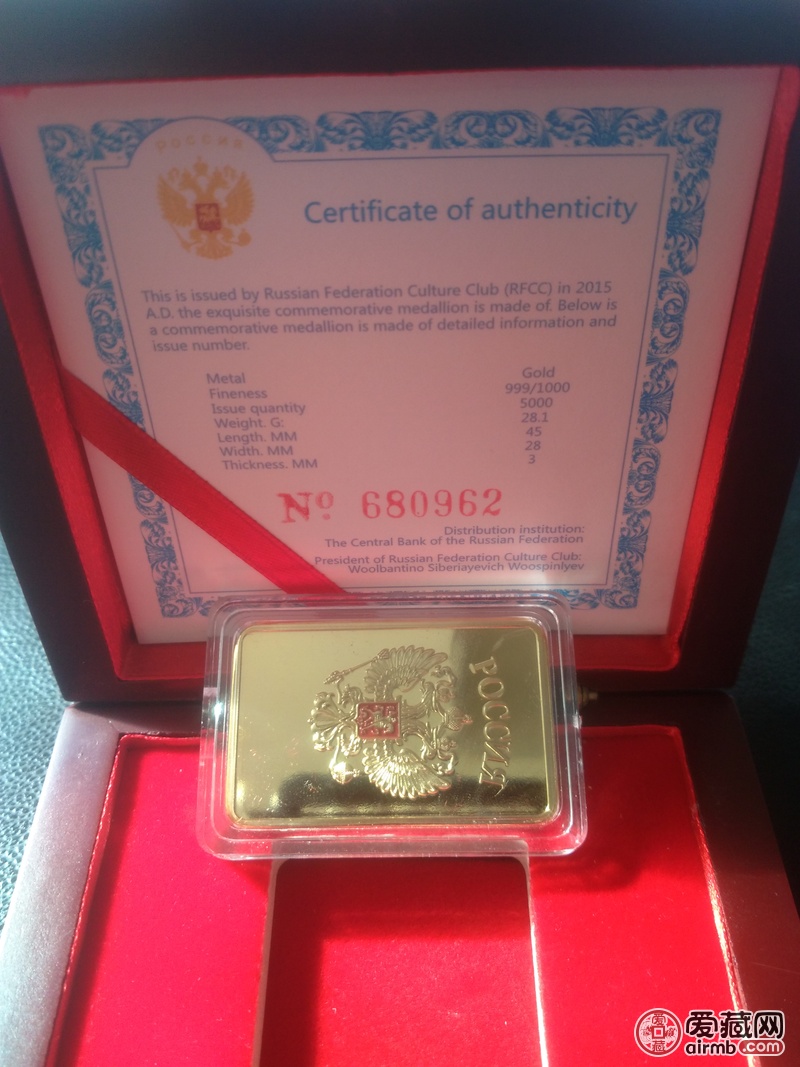 РОССИЯ
Certificate of authenticity
This is issued by Russian Federation Culture Club (RFCC) in 2015
A.D. the exquisite commemorative medallion is made of. Below is
a commemorative medallion is made of detailed information and
issue number.
Metal Gold
Fineness 999/1000
Issue quantity 5000
Weight. G: 28.1
Length. MM 45
Width. MM 28
Thickness. MM 3
Nº 680962
Distribution institution:
The Central Bank of the Russian Federation
President of Russian Federation Culture Club:
Woolbantino Siberiayevich Woospinlyev
РОССИЯ
爱藏网
airmb.com